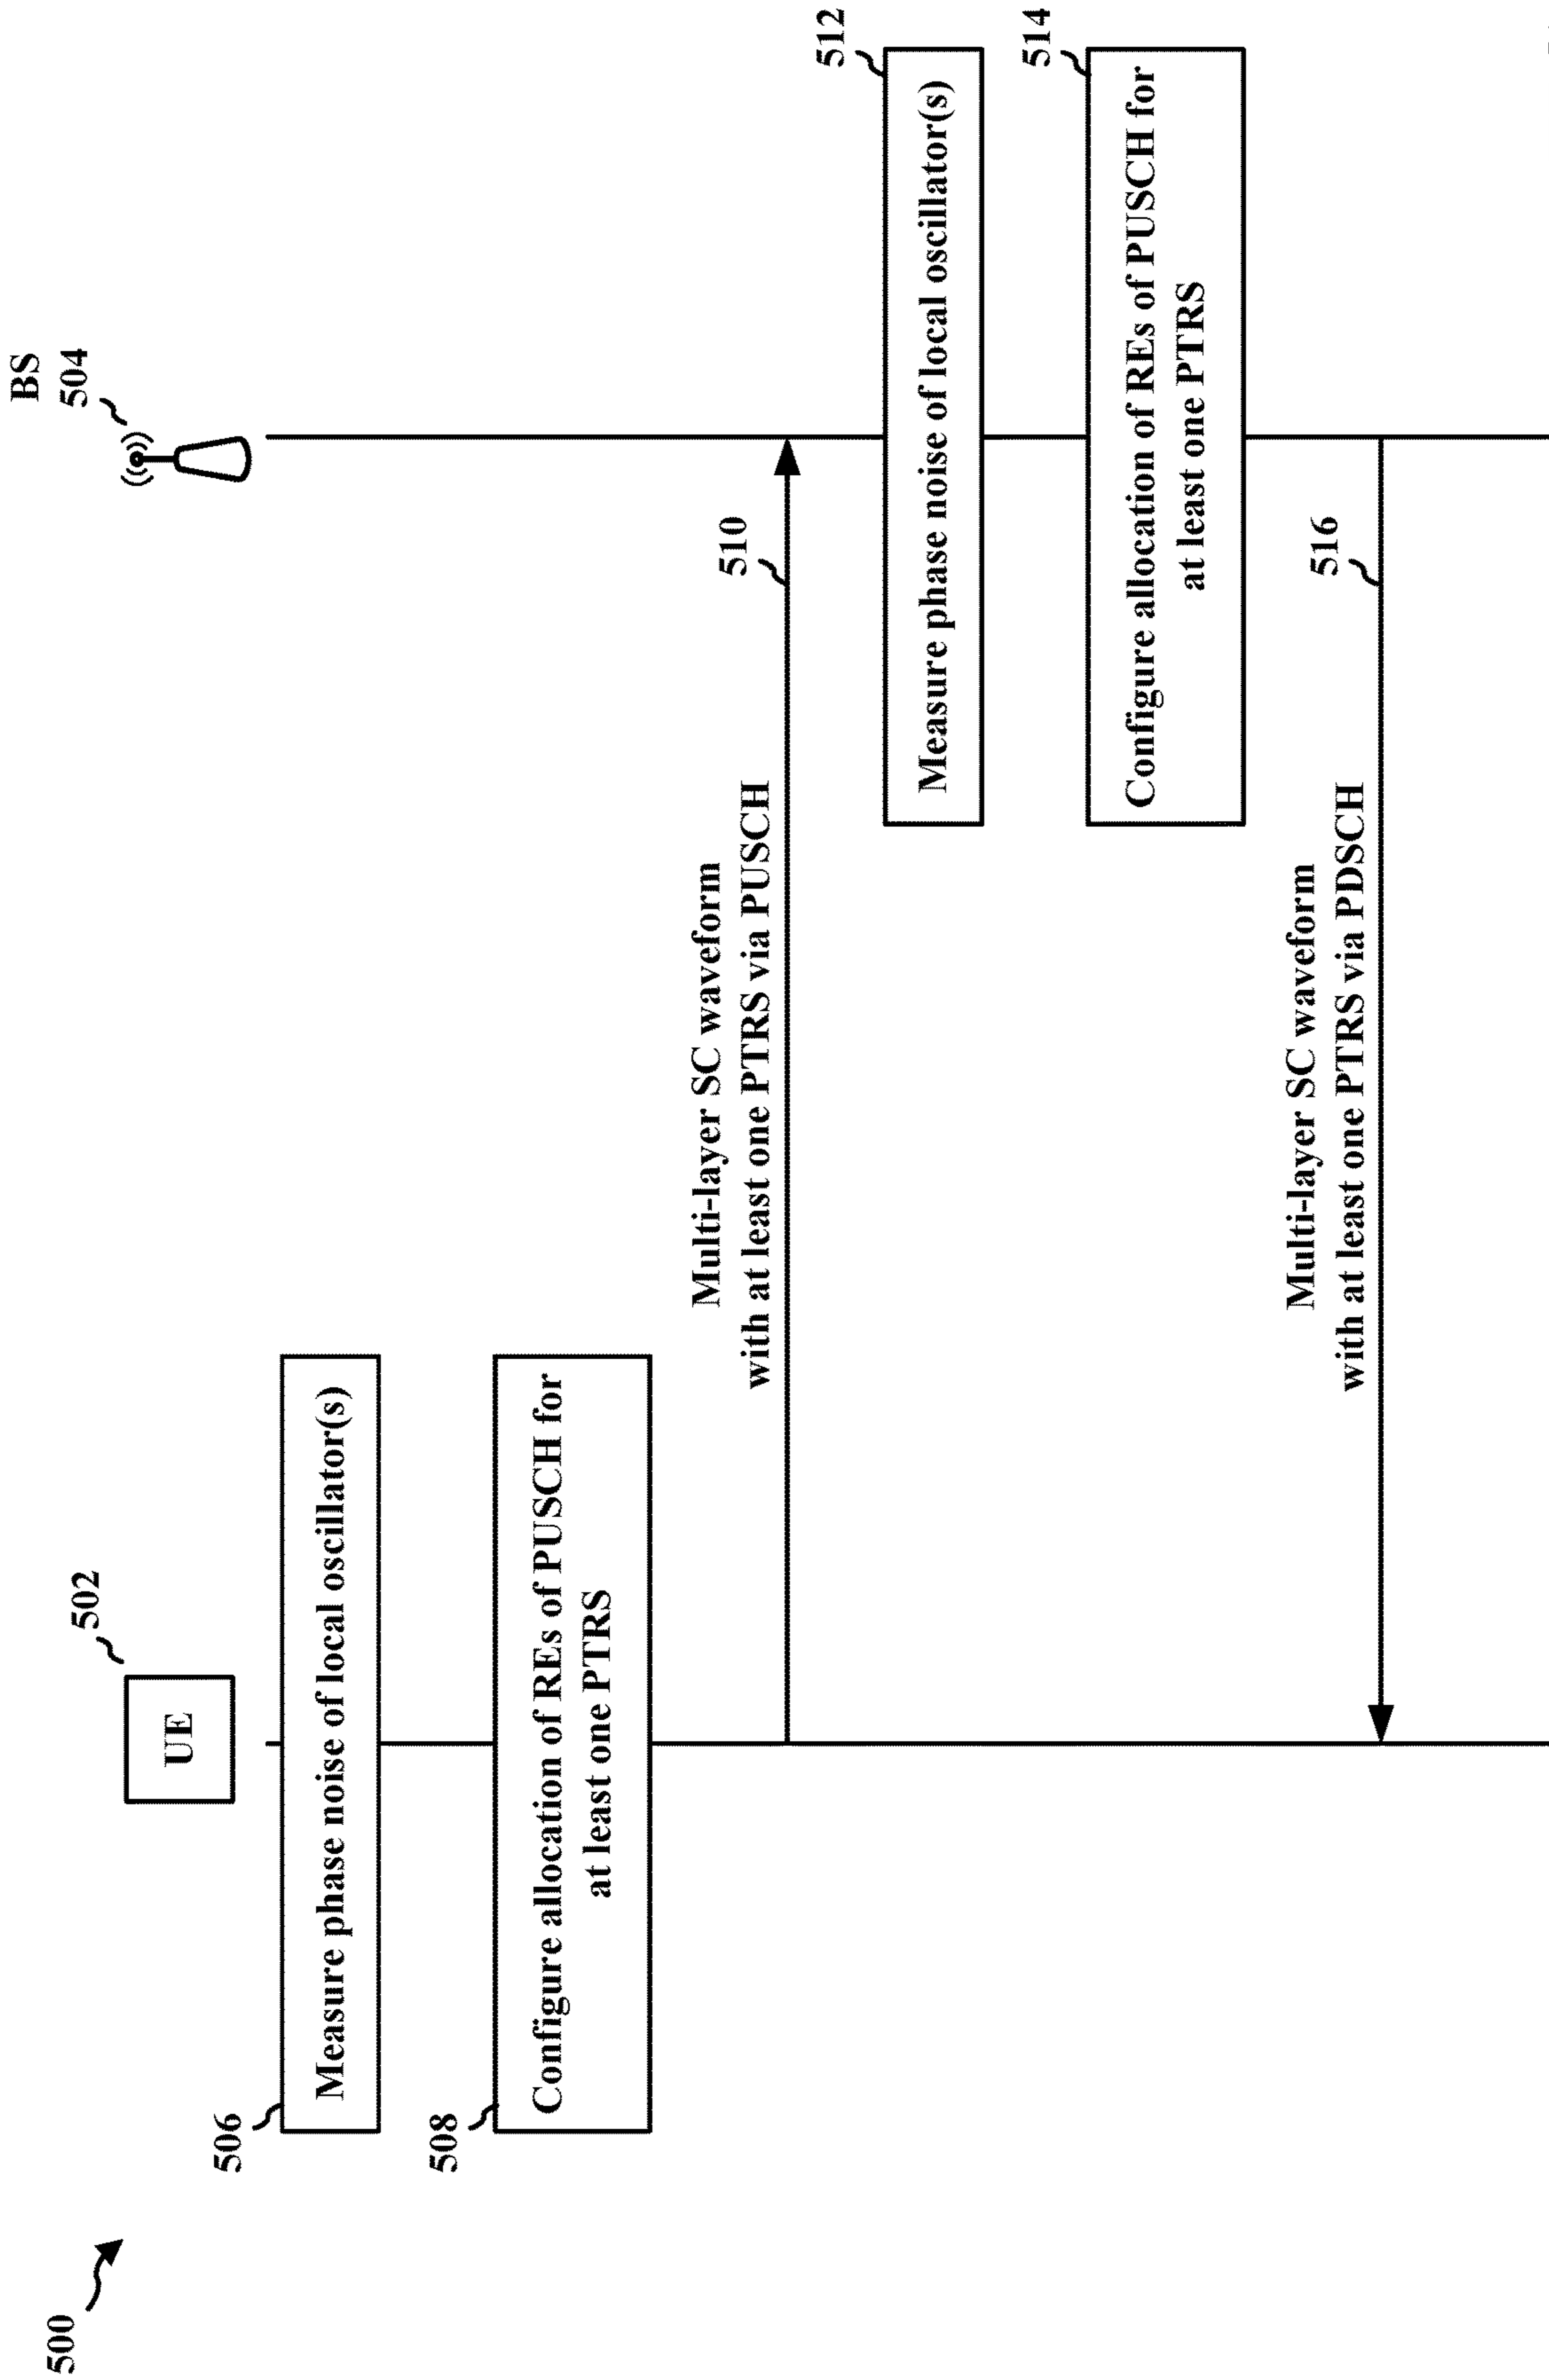 500
502
UE
BS
504
506
Measure phase noise of local oscillator(s)
508
Configure allocation of REs of PUSCH for
at least one PTRS
Multi-layer SC waveform
with at least one PTRS via PUSCH
510
512
Measure phase noise of local oscillator(s)
514
Configure allocation of REs of PUSCH for
at least one PTRS
Multi-layer SC waveform
with at least one PTRS via PDSCH
516